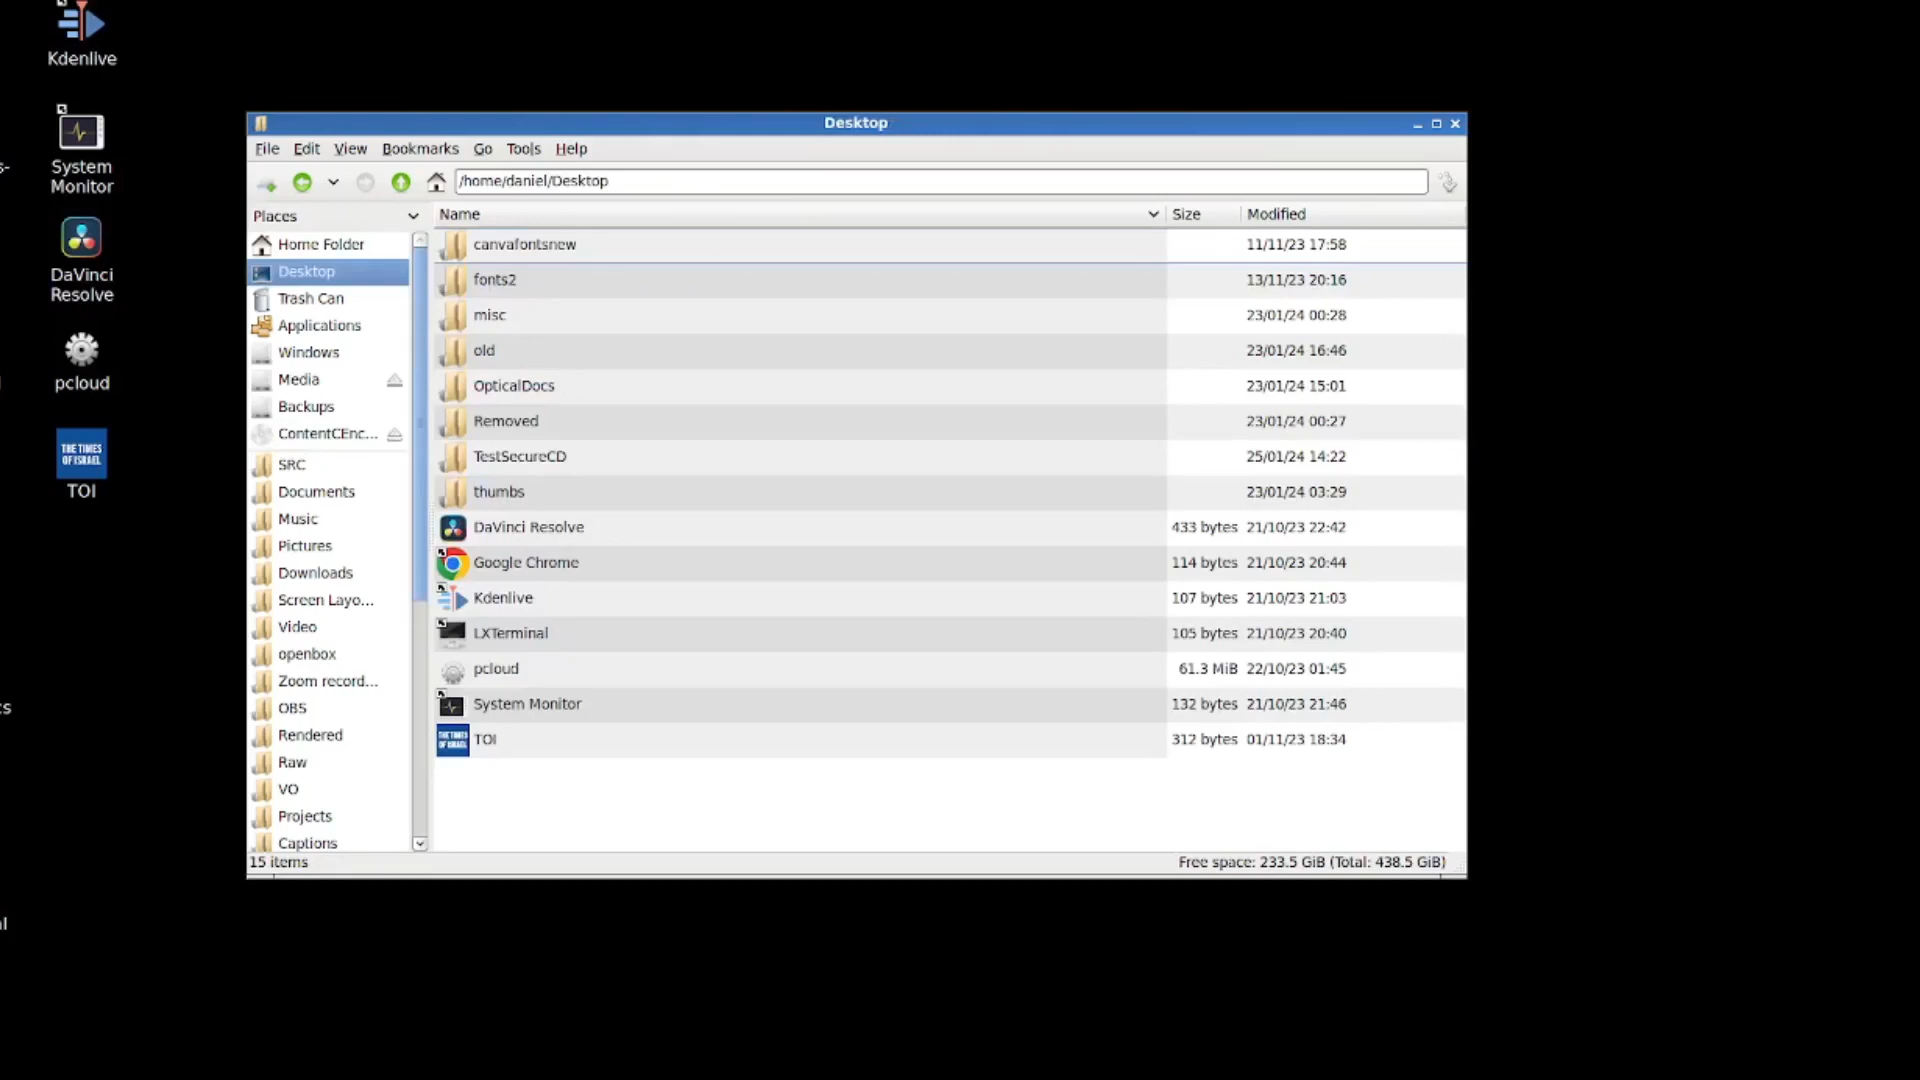 Kdenlive
System
Monitor
DaVinci
Resolve
pcloud
THE TIMES
OF ISRAEL
TOI
Desktop
File Edit View Bookmarks Go Tools Help
/home/daniel/Desktop
Places
Home Folder
Desktop
Trash Can
Applications
Windows
Media
Backups
ContentCEnc...
SRC
Documents
Music
Pictures
Downloads
Screen Layo...
Video
openbox
Zoom record...
OBS
Rendered
Raw
VO
Projects
Captions
Name Size Modified
canvafontsnew 11/11/23 17:58
fonts2 13/11/23 20:16
misc 23/01/24 00:28
old 23/01/24 16:46
OpticalDocs 23/01/24 15:01
Removed 23/01/24 00:27
TestSecureCD 25/01/24 14:22
thumbs 23/01/24 03:29
DaVinci Resolve 433 bytes 21/10/23 22:42
Google Chrome 114 bytes 21/10/23 20:44
Kdenlive 107 bytes 21/10/23 21:03
LXTerminal 105 bytes 21/10/23 20:40
pcloud 61.3 MiB 22/10/23 01:45
System Monitor 132 bytes 21/10/23 21:46
THE TIMES
OF ISRAEL
TOI 312 bytes 01/11/23 18:34
15 items
Free space: 233.5 GiB (Total: 438.5 GiB)